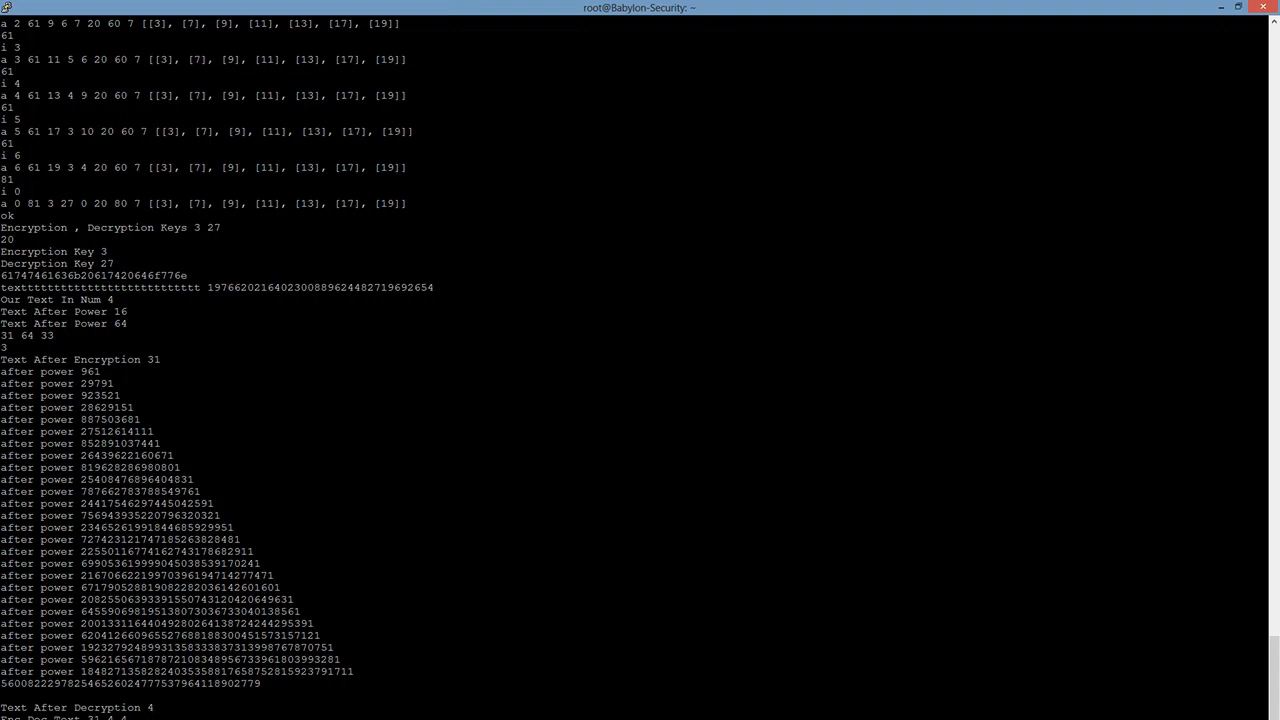 root@Babylon-Security: ~
a 2 61 9 6 7 20 60 7 [[3], [7], [9], [11], [13], [17], [19]]
61
i 3
a 3 61 11 5 6 20 60 7 [[3], [7], [9], [11], [13], [17], [19]]
61
i 4
a 4 61 13 4 9 20 60 7 [[3], [7], [9], [11], [13], [17], [19]]
61
i 5
a 5 61 17 3 10 20 60 7 [[3], [7], [9], [11], [13], [17], [19]]
61
i 6
a 6 61 19 3 4 20 60 7 [[3], [7], [9], [11], [13], [17], [19]]
81
i 0
a 0 81 3 27 0 20 80 7 [[3], [7], [9], [11], [13], [17], [19]]
ok
Encryption , Decryption Keys 3 27
20
Encryption Key 3
Decryption Key 27
61747461636b20617420646f776e
texttttttttttttttttttttttttttt 1976620216402300889624482719692654
Our Text In Num 4
Text After Power 16
Text After Power 64
31 64 33
3
Text After Encryption 31
after power 961
after power 29791
after power 923521
after power 28629151
after power 887503681
after power 27512614111
after power 852891037441
after power 26439622160671
after power 819628286980801
after power 25408476896404831
after power 787662783788549761
after power 24417546297445042591
after power 756943935220796320321
after power 23465261991844685929951
after power 727423121747185263828481
after power 22550116774162743178682911
after power 699053619999045038539170241
after power 21670662219970396194714277471
after power 671790528819082282036142601601
after power 20825506393391550743120420649631
after power 645590698195138073036733040138561
after power 20013311644049280264138724244295391
after power 620412660965527688188300451573157121
after power 19232792489931358333837313998767870751
after power 596216567187872108348956733961803993281
after power 18482713582824035358817658752815923791711
560082229782546526024777537964118902779
Text After Decryption 4
Enc Dec Text 31 4 4